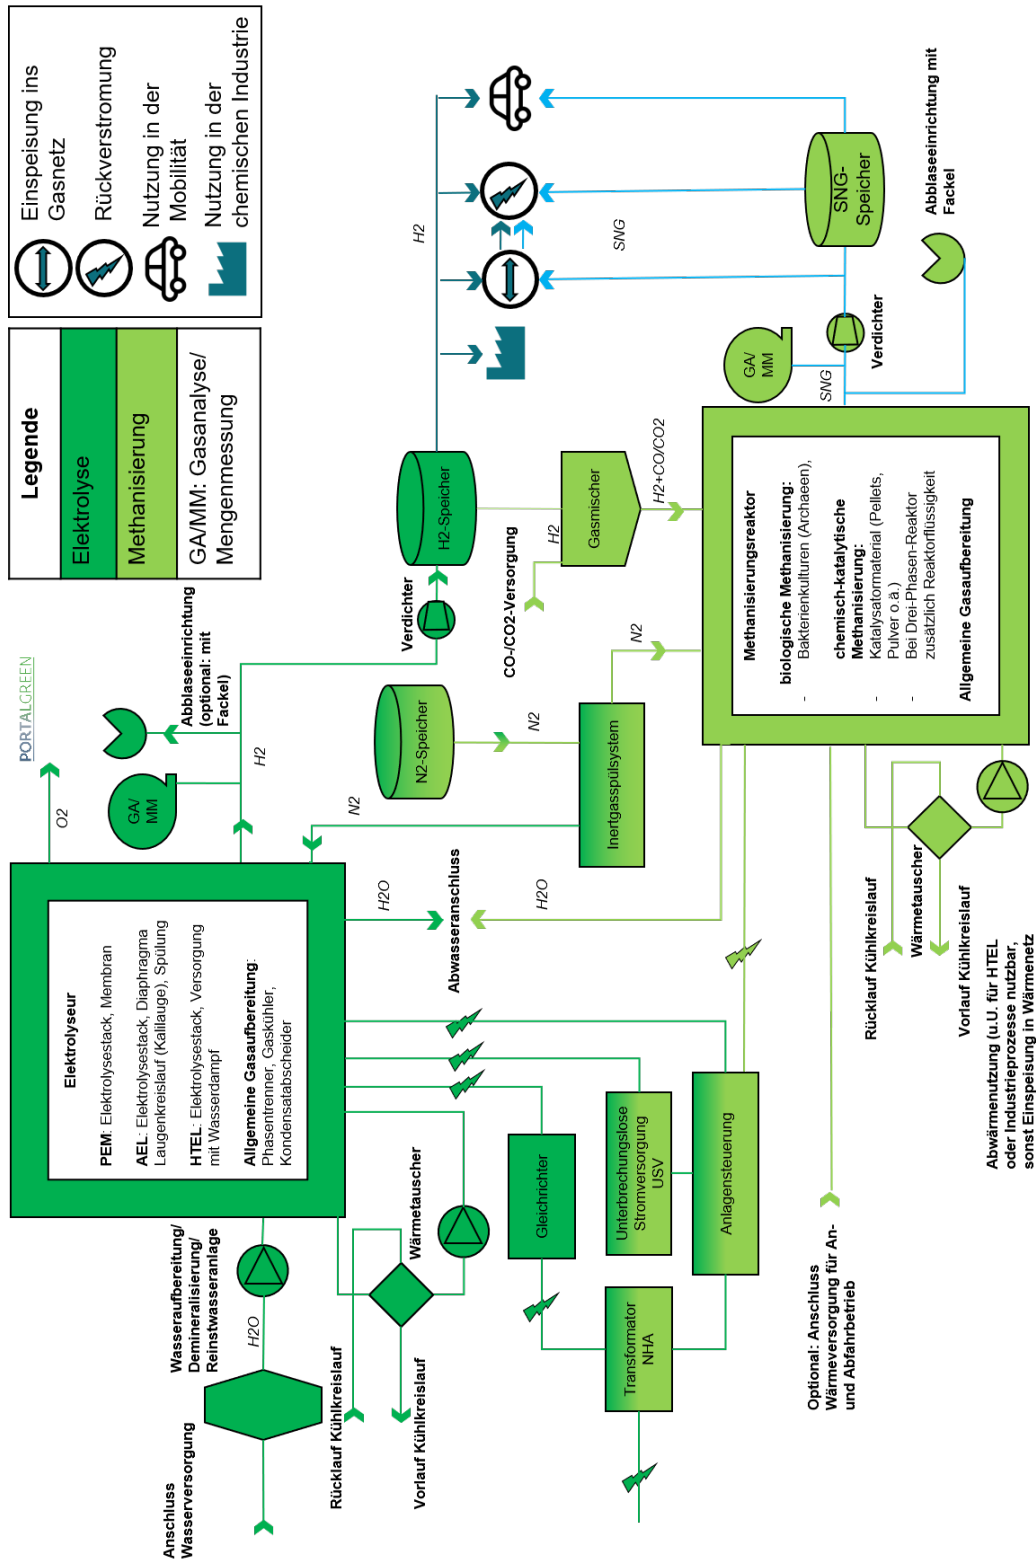 PORTALGREEN
Legende
Elektrolyse
Methanisierung
GA/MM: Gasanalyse/
Mengenmessung
Einspeisung ins
Gasnetz
Rückverstromung
Nutzung in der
Mobilität
Nutzung in der
chemischen Industrie
Anschluss
Wasserversorgung
Wasseraufbereitung/
Demineralisierung/
Reinstwasseranlage
H2O
Elektrolyseur
PEM: Elektrolysestack, Membran
AEL: Elektrolysestack, Diaphragma
Laugenkreislauf (Kalilauge), Spülung
HTEL: Elektrolysestack, Versorgung
mit Wasserdampf
Allgemeine Gasaufbereitung:
Phasentrenner, Gaskühler,
Kondensatabscheider
O2
GA/
MM
Abblaseeinrichtung
(optional: mit
Fackel)
H2
Verdichter
H2-Speicher
H2
Rücklauf Kühlkreislauf
Vorlauf Kühlkreislauf
Wärmetauscher
N2
N2-Speicher
N2
Inertgasspülsystem
N2
H2O
Abwasseranschluss
H2O
CO-/CO2-Versorgung
H2
Gasmischer
H2+CO/CO2
Gleichrichter
Unterbrechungslose
Stromversorgung
USV
Transformator
NHA
Anlagensteuerung
Methanisierungsreaktor
biologische Methanisierung:
- Bakterienkulturen (Archaeen),
chemisch-katalytische
Methanisierung:
- Katalysatormaterial (Pellets,
Pulver o.ä.)
- Bei Drei-Phasen-Reaktor
zusätzlich Reaktorflüssigkeit
Allgemeine Gasaufbereitung
GA/
MM
SNG
Verdichter
SNG-
Speicher
SNG
Abblaseeinrichtung mit
Fackel
Optional: Anschluss
Wärmeversorgung für An-
und Abfahrbetrieb
Rücklauf Kühlkreislauf
Wärmetauscher
Vorlauf Kühlkreislauf
Abwärmenutzung (u.U. für HTEL
oder Industrieprozesse nutzbar,
sonst Einspeisung in Wärmenetz